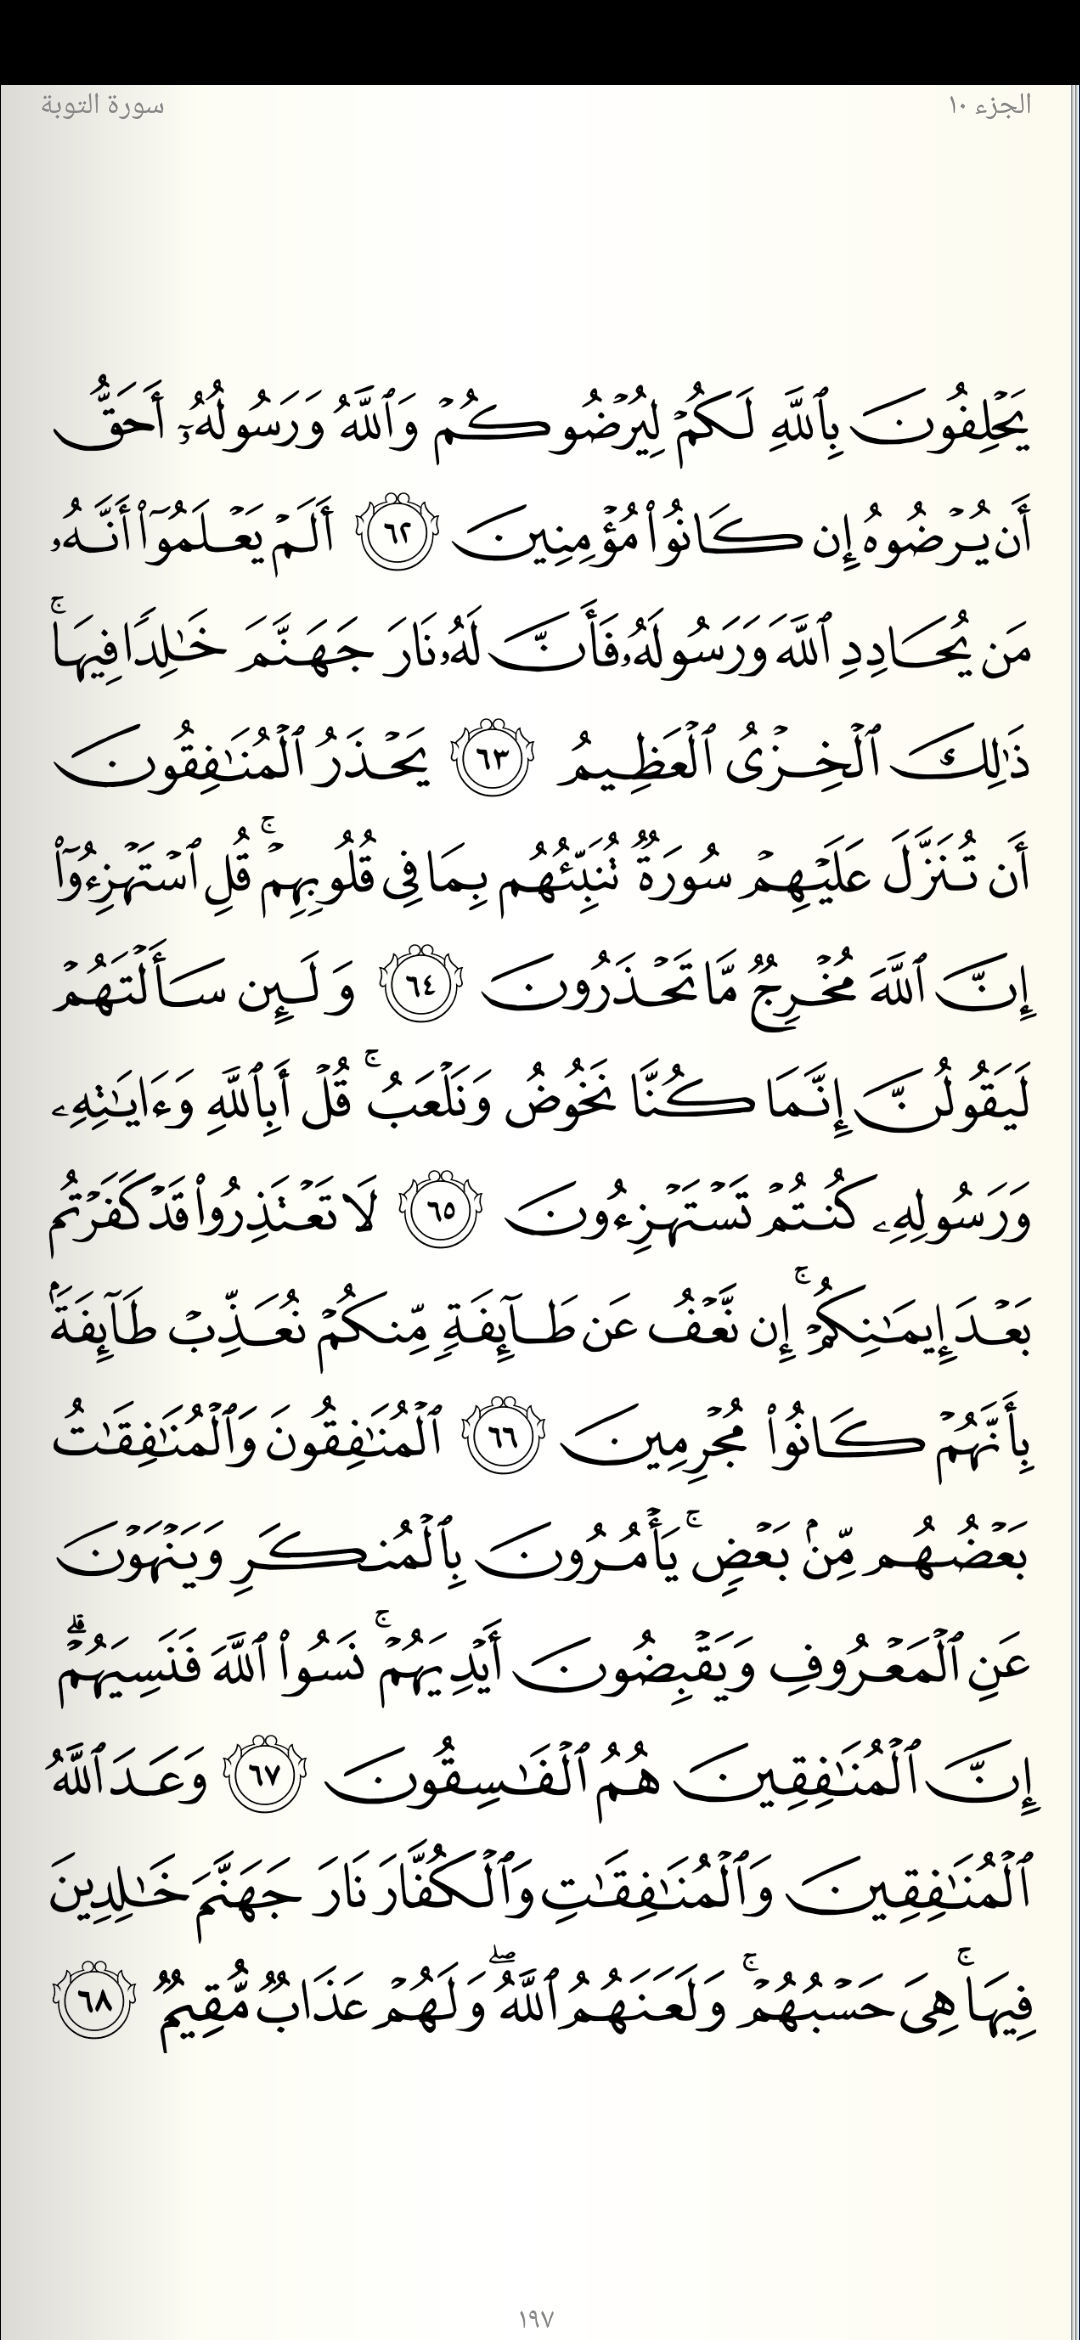 الجزء ١٠
سورة التوبة
يَحْلِفُونَ بِٱللَّهِ لَكُمْ لِيُرْضُوكُمْ وَٱللَّهُ وَرَسُولُهُۥٓ أَحَقُّ
أَن يُرْضُوهُ إِن كَانُوا۟ مُؤْمِنِينَ ٦٢ أَلَمْ يَعْلَمُوٓا۟ أَنَّهُۥ
مَن يُحَادِدِ ٱللَّهَ وَرَسُولَهُۥ فَأَنَّ لَهُۥ نَارَ جَهَنَّمَ خَـٰلِدًا فِيهَا ۚ
ذَٰلِكَ ٱلْخِزْىُ ٱلْعَظِيمُ ٦٣ يَحْذَرُ ٱلْمُنَـٰفِقُونَ
أَن تُنَزَّلَ عَلَيْهِمْ سُورَةٌ تُنَبِّئُهُم بِمَا فِى قُلُوبِهِمْ ۚ قُلِ ٱسْتَهْزِءُوٓا۟
إِنَّ ٱللَّهَ مُخْرِجٌ مَّا تَحْذَرُونَ ٦٤ وَلَئِن سَأَلْتَهُمْ
لَيَقُولُنَّ إِنَّمَا كُنَّا نَخُوضُ وَنَلْعَبُ ۚ قُلْ أَبِٱللَّهِ وَءَايَـٰتِهِۦ
وَرَسُولِهِۦ كُنتُمْ تَسْتَهْزِءُونَ ٦٥ لَا تَعْتَذِرُوا۟ قَدْ كَفَرْتُم
بَعْدَ إِيمَـٰنِكُمْ ۚ إِن نَّعْفُ عَن طَآئِفَةٍ مِّنكُمْ نُعَذِّبْ طَآئِفَةًۢ
بِأَنَّهُمْ كَانُوا۟ مُجْرِمِينَ ٦٦ ٱلْمُنَـٰفِقُونَ وَٱلْمُنَـٰفِقَـٰتُ
بَعْضُهُم مِّنۢ بَعْضٍ ۚ يَأْمُرُونَ بِٱلْمُنكَرِ وَيَنْهَوْنَ
عَنِ ٱلْمَعْرُوفِ وَيَقْبِضُونَ أَيْدِيَهُمْ ۚ نَسُوا۟ ٱللَّهَ فَنَسِيَهُمْ ۗ
إِنَّ ٱلْمُنَـٰفِقِينَ هُمُ ٱلْفَـٰسِقُونَ ٦٧ وَعَدَ ٱللَّهُ
ٱلْمُنَـٰفِقِينَ وَٱلْمُنَـٰفِقَـٰتِ وَٱلْكُفَّارَ نَارَ جَهَنَّمَ خَـٰلِدِينَ
فِيهَا ۚ هِىَ حَسْبُهُمْ ۚ وَلَعَنَهُمُ ٱللَّهُ ۖ وَلَهُمْ عَذَابٌ مُّقِيمٌ ٦٨
١٩٧